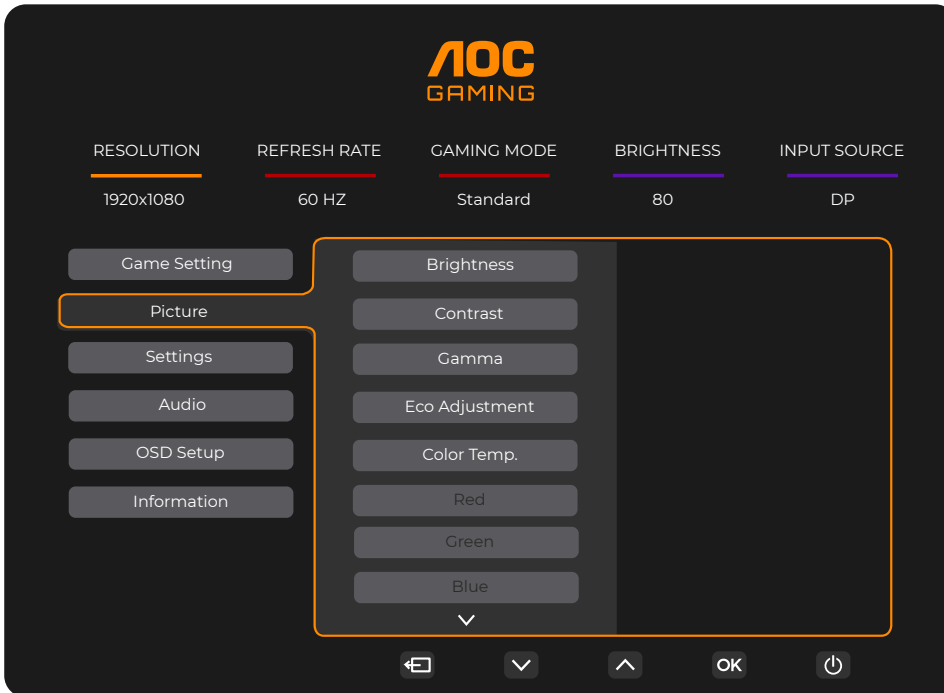 AOC
GAMING
RESOLUTION REFRESH RATE GAMING MODE BRIGHTNESS INPUT SOURCE
1920x1080 60 HZ Standard 80 DP
Game Setting
Picture
Settings
Audio
OSD Setup
Information
Brightness
Contrast
Gamma
Eco Adjustment
Color Temp.
Red
Green
Blue
OK